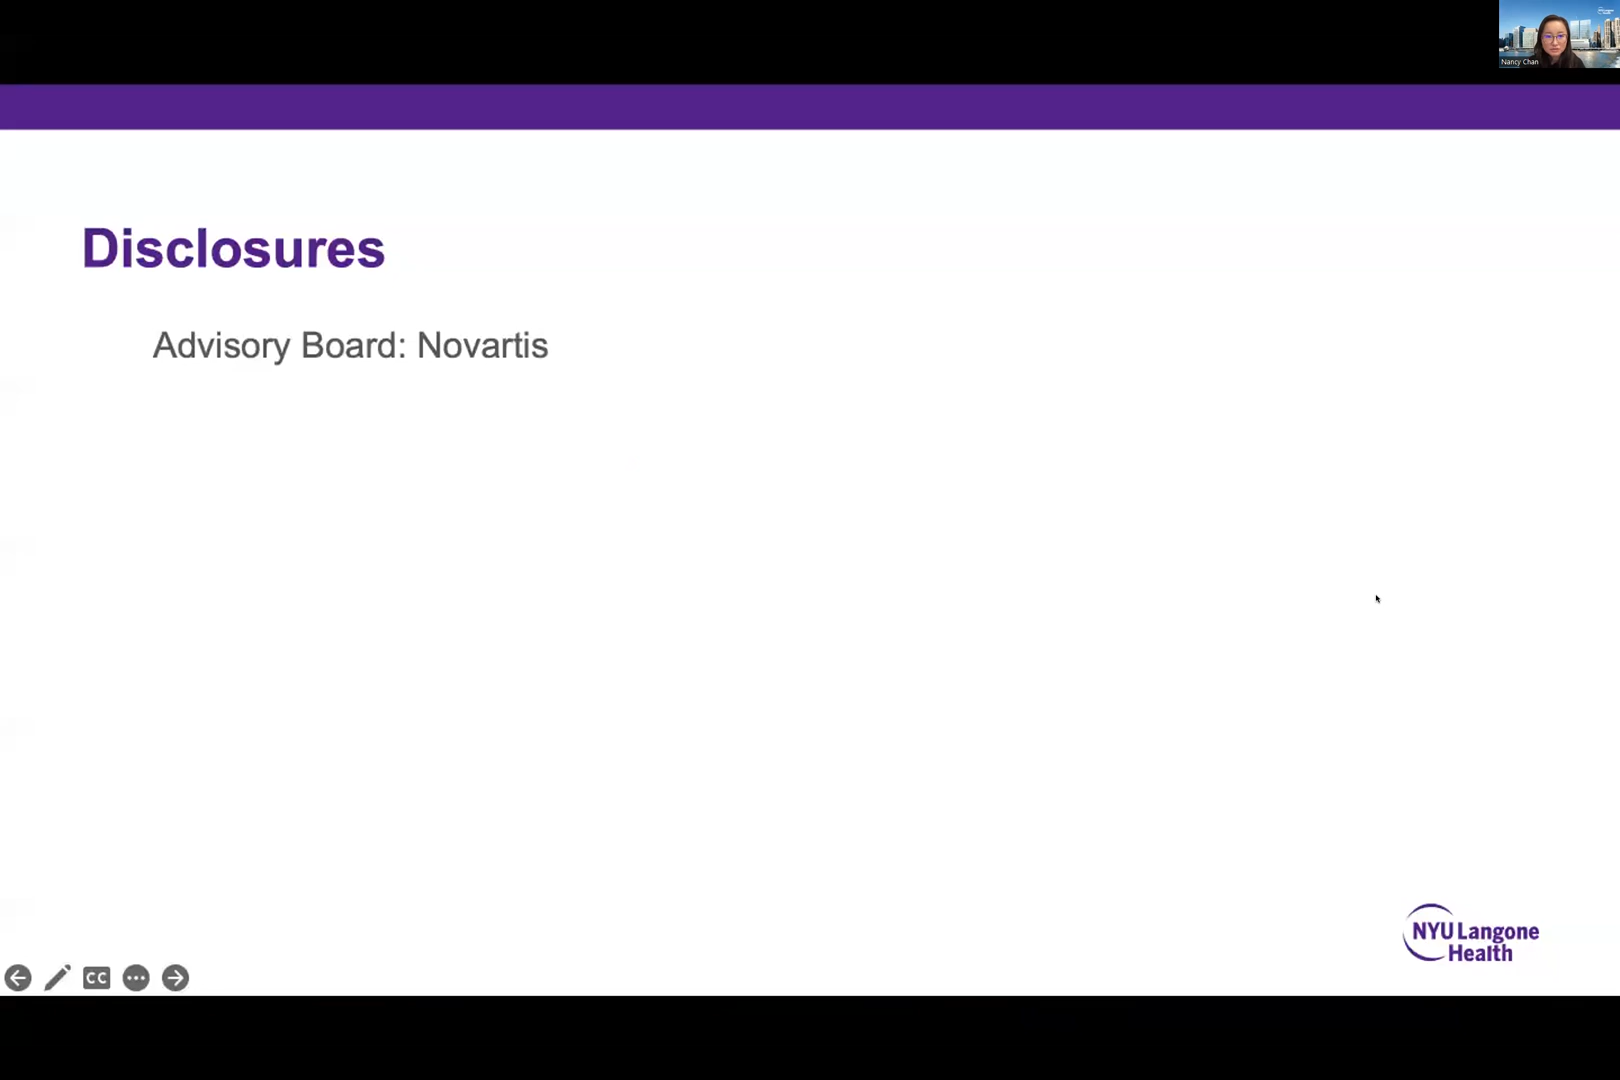 Nancy Chan
Disclosures
Advisory Board: Novartis
NYU Langone
Health
CC